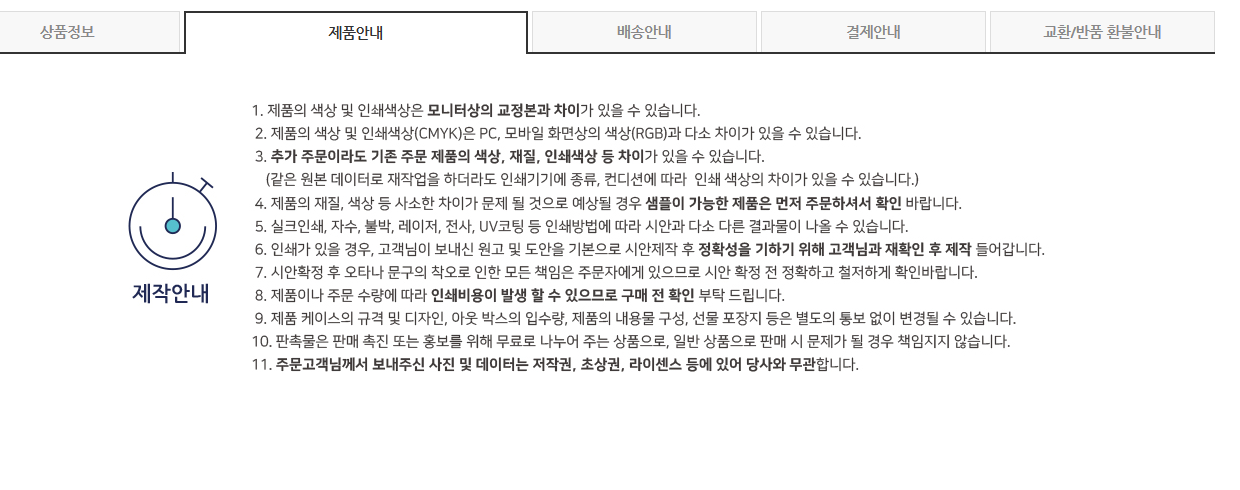 상품정보
제품안내
배송안내
결제안내
교환/반품 환불안내
1. 제품의 색상 및 인쇄색상은 모니터상의 교정본과 차이가 있을 수 있습니다.
2. 제품의 색상 및 인쇄색상(CMYK)은 PC, 모바일 화면상의 색상(RGB)과 다소 차이가 있을 수 있습니다.
3. 추가 주문이라도 기존 주문 제품의 색상, 재질, 인쇄색상 등 차이가 있을 수 있습니다.
(같은 원본 데이터로 재작업을 하더라도 인쇄기기에 종류, 컨디션에 따라 인쇄 색상의 차이가 있을 수 있습니다.)
4. 제품의 재질, 색상 등 사소한 차이가 문제 될 것으로 예상될 경우 샘플이 가능한 제품은 먼저 주문하셔서 확인 바랍니다.
5. 실크인쇄, 자수, 불박, 레이저, 전사, UV코팅 등 인쇄방법에 따라 시안과 다소 다른 결과물이 나올 수 있습니다.
6. 인쇄가 있을 경우, 고객님이 보내신 원고 및 도안을 기본으로 시안제작 후 정확성을 기하기 위해 고객님과 재확인 후 제작 들어갑니다.
7. 시안확정 후 오타나 문구의 착오로 인한 모든 책임은 주문자에게 있으므로 시안 확정 전 정확하고 철저하게 확인바랍니다.
8. 제품이나 주문 수량에 따라 인쇄비용이 발생 할 수 있으므로 구매 전 확인 부탁 드립니다.
9. 제품 케이스의 규격 및 디자인, 아웃 박스의 입수량, 제품의 내용물 구성, 선물 포장지 등은 별도의 통보 없이 변경될 수 있습니다.
10. 판촉물은 판매 촉진 또는 홍보를 위해 무료로 나누어 주는 상품으로, 일반 상품으로 판매 시 문제가 될 경우 책임지지 않습니다.
11. 주문고객님께서 보내주신 사진 및 데이터는 저작권, 초상권, 라이센스 등에 있어 당사와 무관합니다.
제작안내